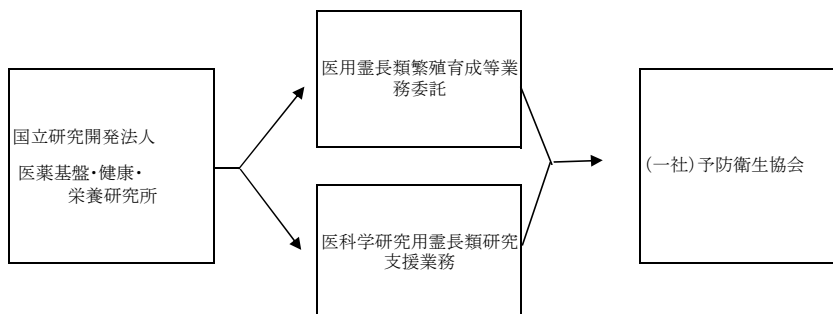 国立研究開発法人
医薬基盤・健康・
栄養研究所
医用霊長類繁殖育成等業
務委託
医科学研究用霊長類研究
支援業務
(一社)予防衛生協会